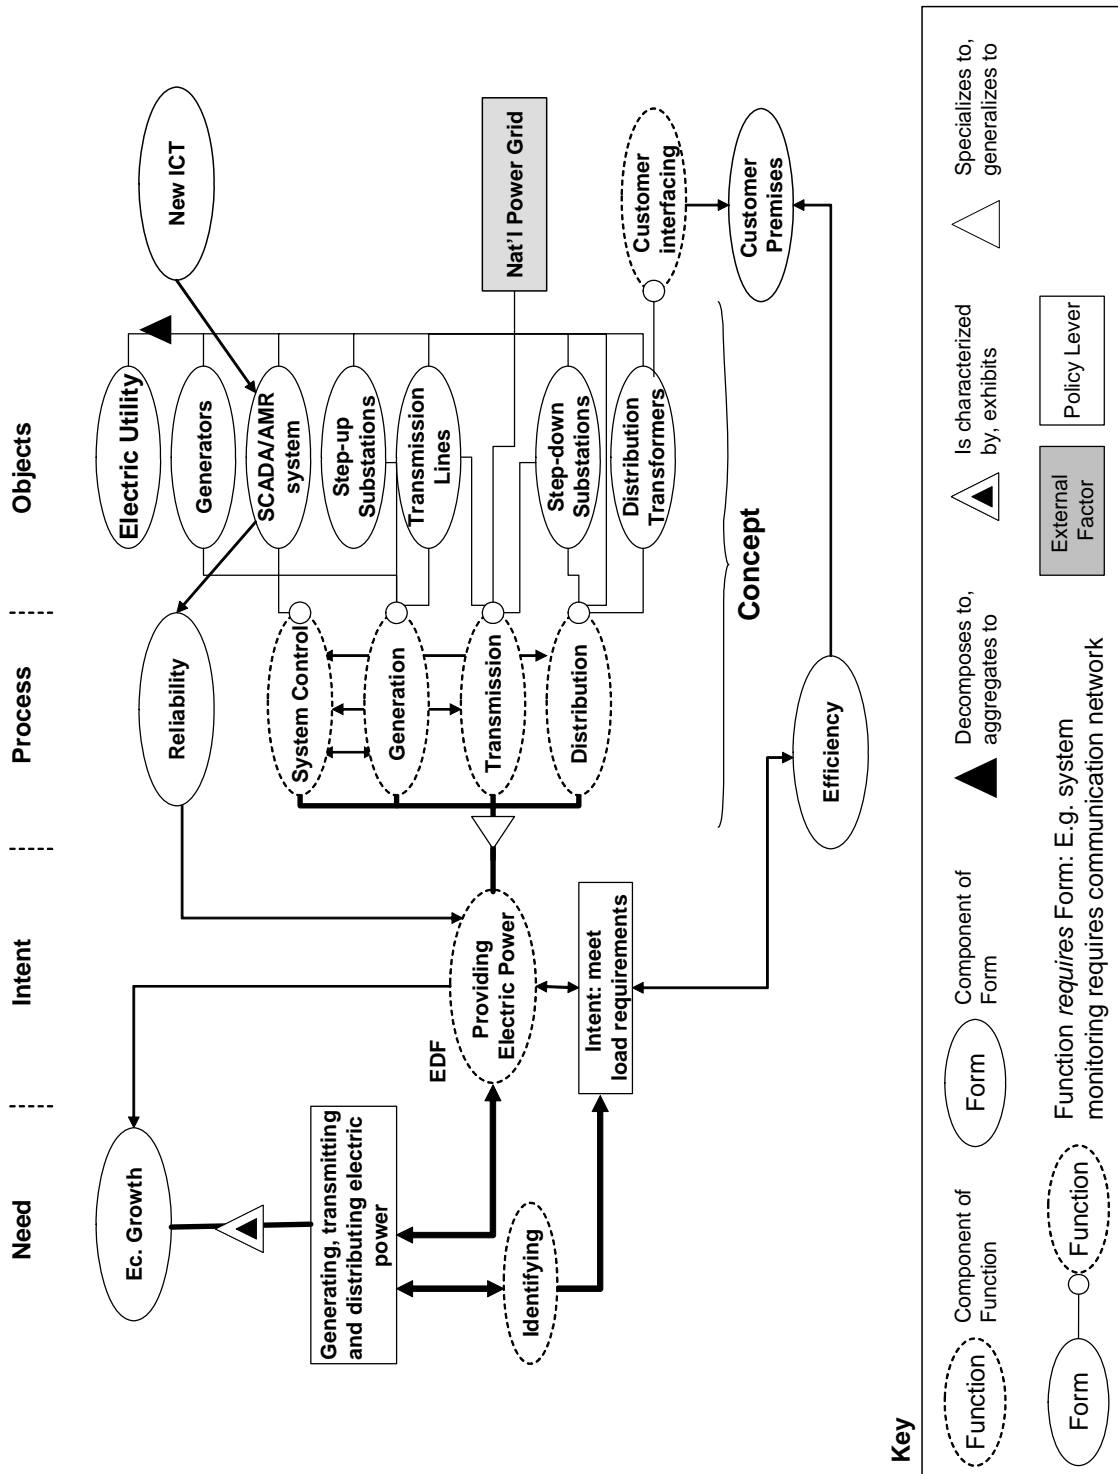 Need
Intent
Process
Objects
Ec. Growth
Reliability
New ICT
Generating, transmitting
and distributing electric
power
Identifying
EDF
Providing
Electric Power
Intent: meet
load requirements
System Control
Generation
Transmission
Distribution
Electric Utility
Generators
SCADA/AMR
system
Step-up
Substations
Transmission
Lines
Step-down
Substations
Distribution
Transformers
Nat'l Power Grid
Customer
interfacing
Customer
Premises
Concept
Efficiency
Key
Function
Component of
Function
Form
Component of
Form
Decomposes to,
aggregates to
Is characterized
by, exhibits
Specializes to,
generalizes to
Form
Function
Function requires Form: E.g. system
monitoring requires communication network
External
Factor
Policy Lever